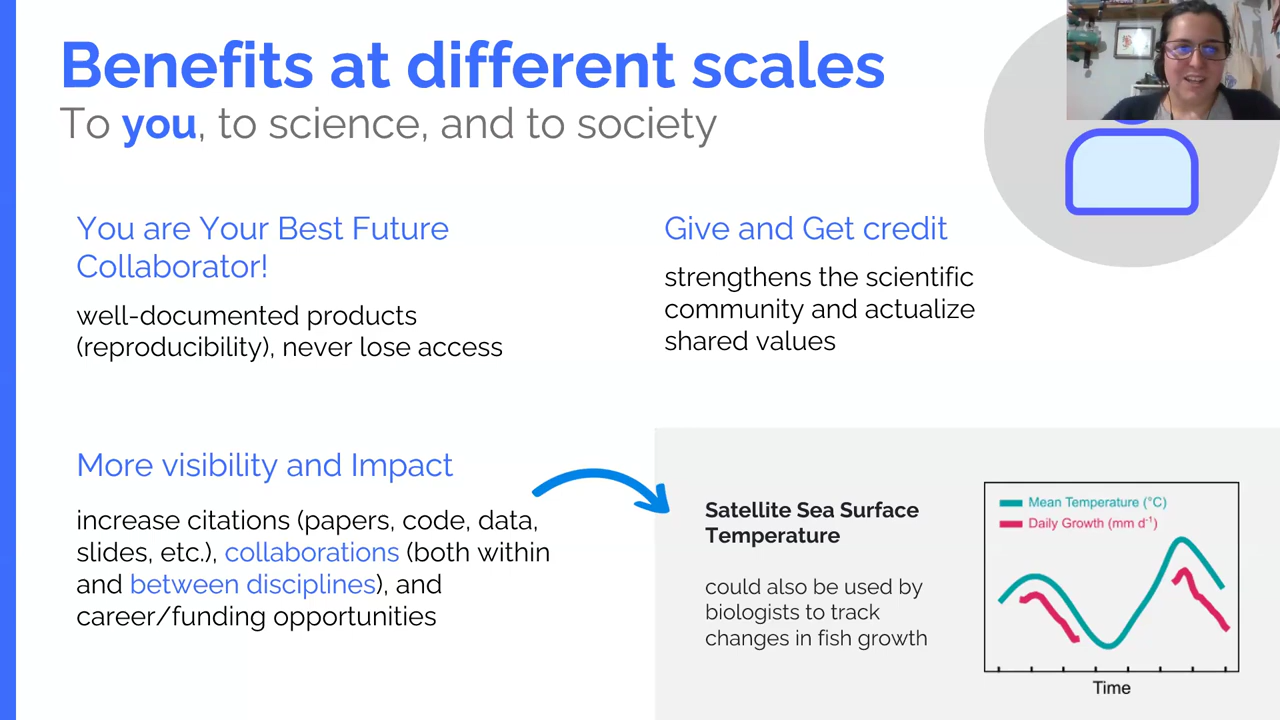 Benefits at different scales
To you, to science, and to society
You are Your Best Future
Collaborator!
well-documented products
(reproducibility), never lose access
Give and Get credit
strengthens the scientific
community and actualize
shared values
More visibility and Impact
increase citations (papers, code, data,
slides, etc.), collaborations (both within
and between disciplines), and
career/funding opportunities
Satellite Sea Surface
Temperature
could also be used by
biologists to track
changes in fish growth
Mean Temperature (°C)
Daily Growth (mm d⁻¹)
Time